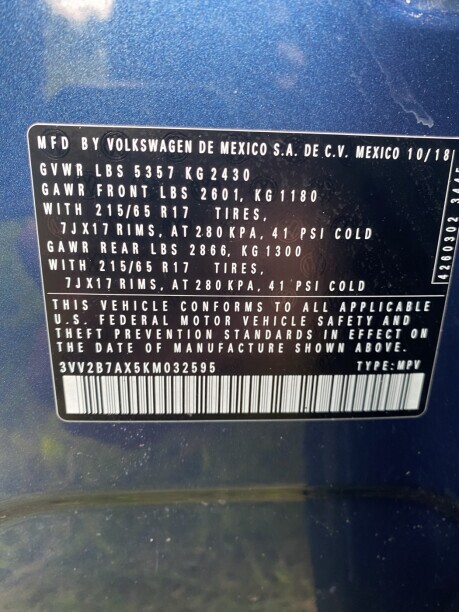 MFD BY VOLKSWAGEN DE MEXICO S.A. DE C.V. MEXICO 10/18
GVWR LBS 5357 KG 2430
GAWR FRONT LBS 2601, KG 1180
WITH 215/65 R17 TIRES,
7JX17 RIMS, AT 280 KPA, 41 PSI COLD
GAWR REAR LBS 2866, KG 1300
WITH 215/65 R17 TIRES,
7JX17 RIMS, AT 280 KPA, 41 PSI COLD
THIS VEHICLE CONFORMS TO ALL APPLICABLE
U.S. FEDERAL MOTOR VEHICLE SAFETY AND
THEFT PREVENTION STANDARDS IN EFFECT ON
THE DATE OF MANUFACTURE SHOWN ABOVE.
3VV2B7AX5KM032595 TYPE:MPV
4260302